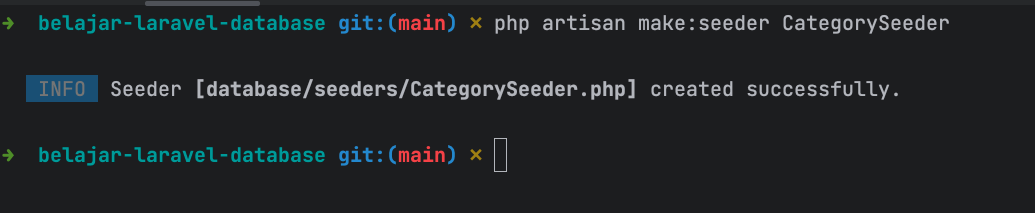 ➜ belajar-laravel-database git:(main) ✗ php artisan make:seeder CategorySeeder
INFO Seeder [database/seeders/CategorySeeder.php] created successfully.
➜ belajar-laravel-database git:(main) ✗